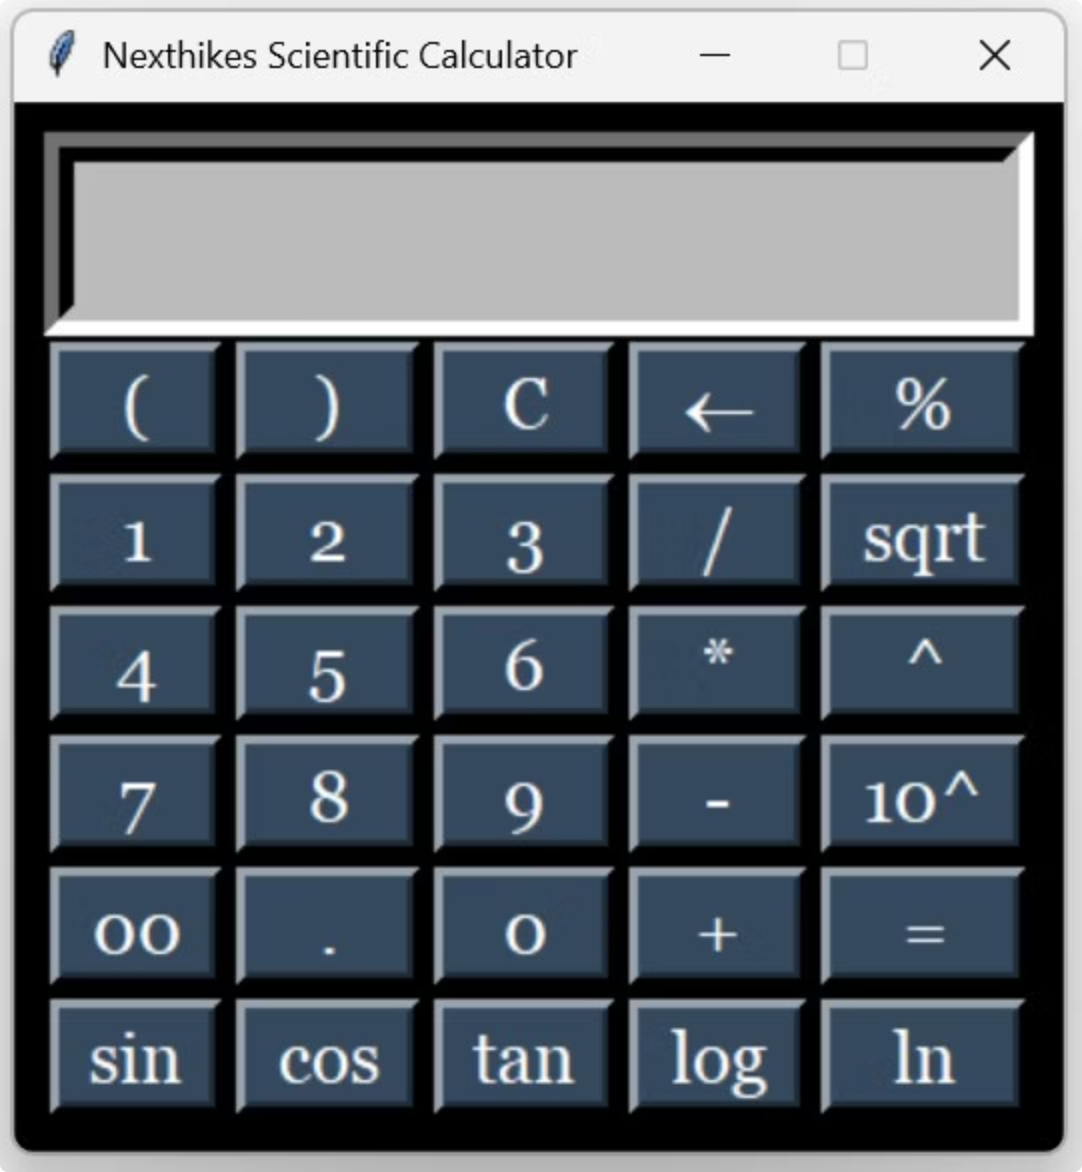 Nexthikes Scientific Calculator
( ) C ← %
1 2 3 / sqrt
4 5 6 * ^
7 8 9 - 10^
00 . 0 + =
sin cos tan log ln